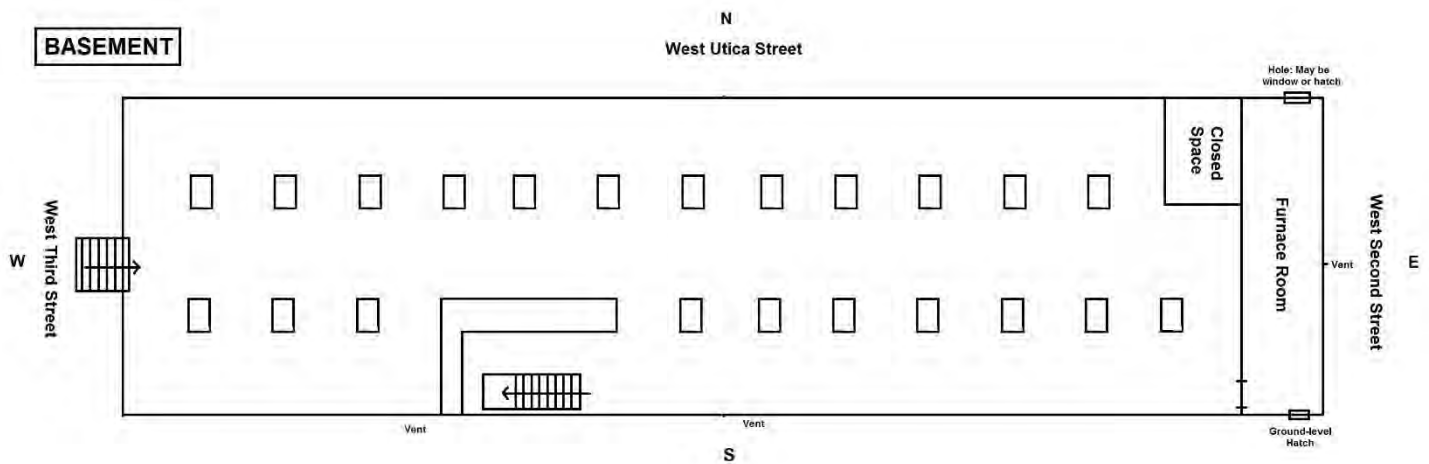 BASEMENT
N
West Utica Street
Hole: May be
window or hatch
Closed
Space
W
West Third Street
Furnace Room
Vent
West Second Street
E
Vent
Vent
Ground-level
Hatch
S